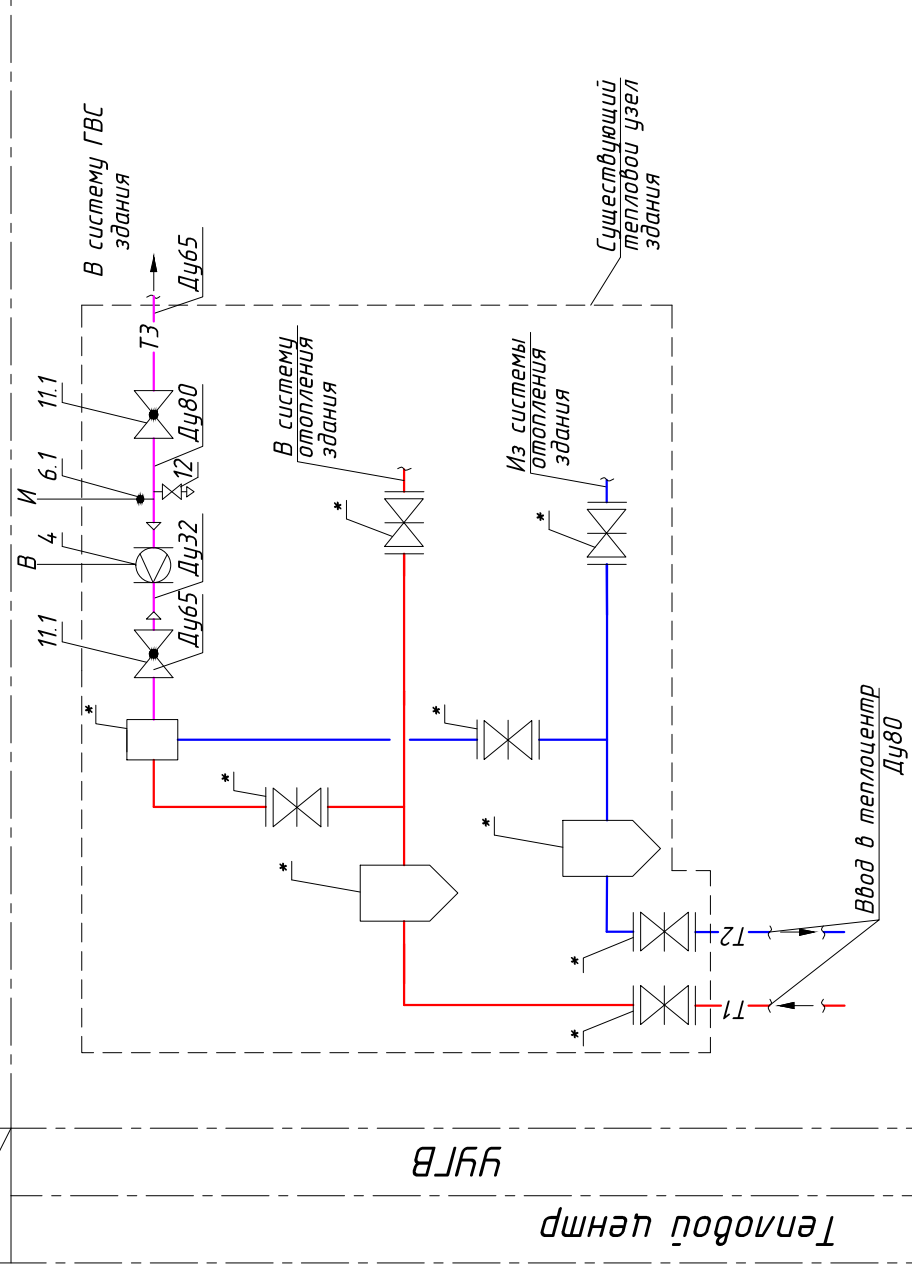 В систему ГВС
здания
Ду65
Т3
11.1
Ду80
6.1
И
12
4
В
Ду32
11.1
Ду65
*
В систему
отопления
здания
*
Из системы
отопления
здания
*
Существующий
тепловой узел
здания
*
*
*
*
*
*
Т2
Т1
Ввод в теплоцентр
Ду80
УУГВ
Тепловой центр